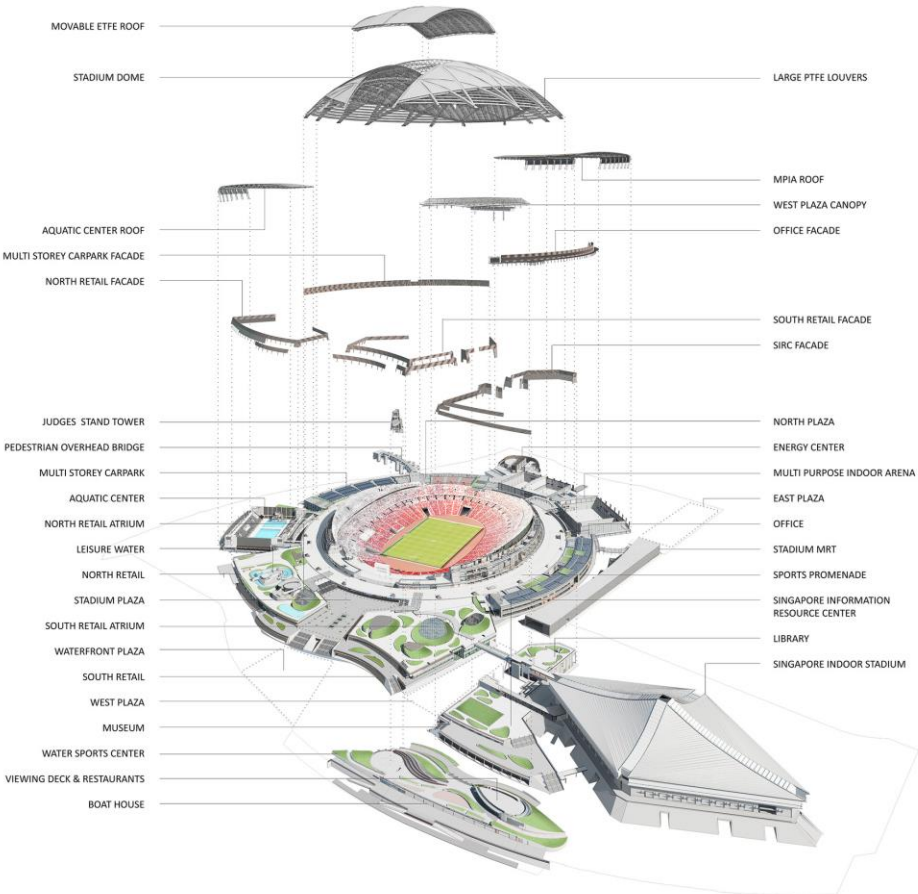 MOVABLE ETFE ROOF
STADIUM DOME
AQUATIC CENTER ROOF
MULTI STOREY CARPARK FACADE
NORTH RETAIL FACADE
JUDGES STAND TOWER
PEDESTRIAN OVERHEAD BRIDGE
MULTI STOREY CARPARK
AQUATIC CENTER
NORTH RETAIL ATRIUM
LEISURE WATER
NORTH RETAIL
STADIUM PLAZA
SOUTH RETAIL ATRIUM
WATERFRONT PLAZA
SOUTH RETAIL
WEST PLAZA
MUSEUM
WATER SPORTS CENTER
VIEWING DECK & RESTAURANTS
BOAT HOUSE
LARGE PTFE LOUVERS
MPIA ROOF
WEST PLAZA CANOPY
OFFICE FACADE
SOUTH RETAIL FACADE
SIRC FACADE
NORTH PLAZA
ENERGY CENTER
MULTI PURPOSE INDOOR ARENA
EAST PLAZA
OFFICE
STADIUM MRT
SPORTS PROMENADE
SINGAPORE INFORMATION
RESOURCE CENTER
LIBRARY
SINGAPORE INDOOR STADIUM